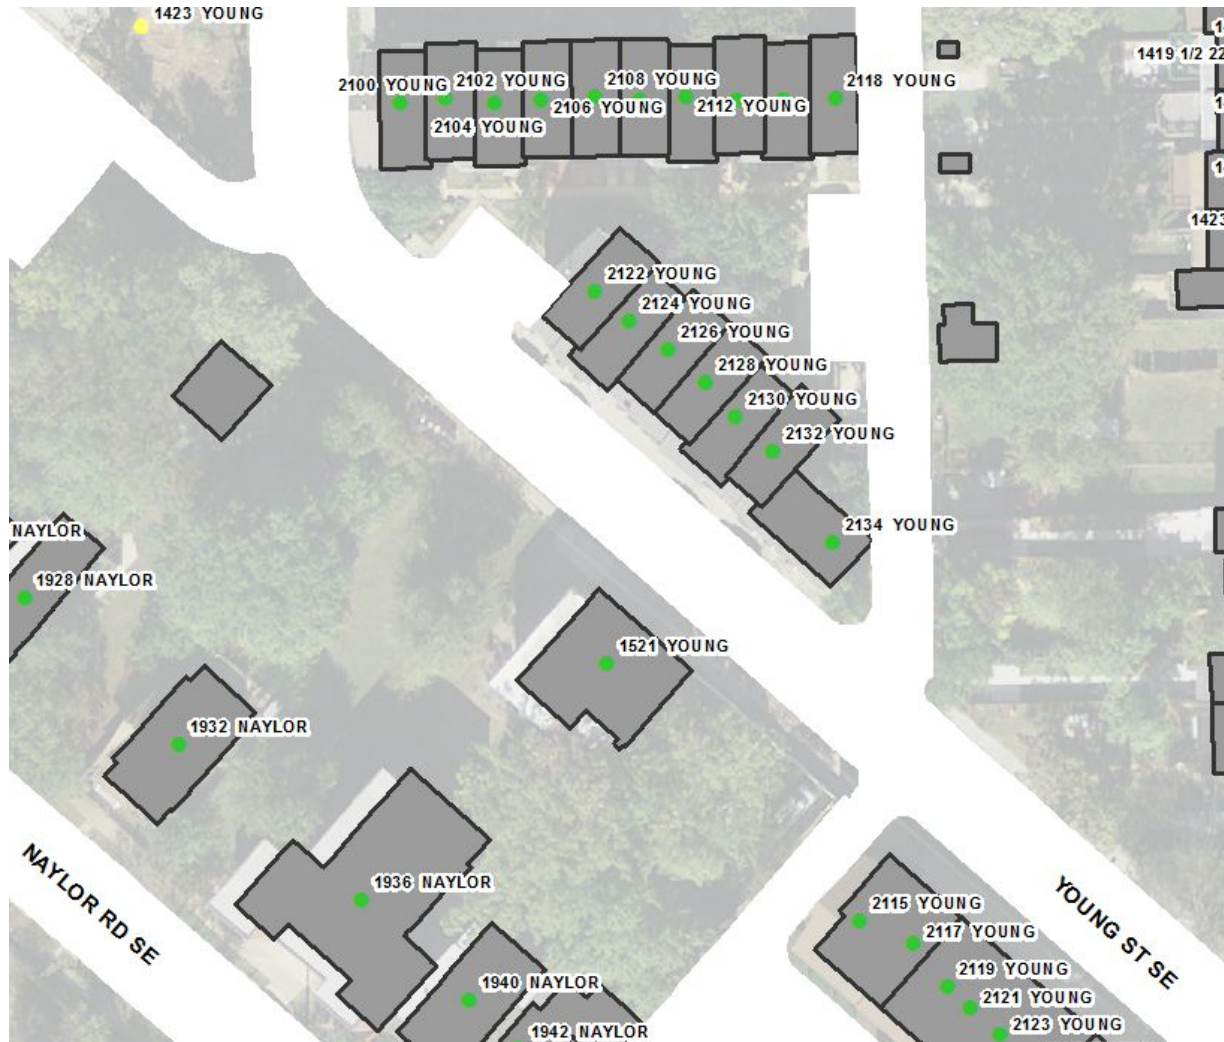 1423 YOUNG
1419 1/2 22
2100 YOUNG
2102 YOUNG
2108 YOUNG
2118 YOUNG
2104 YOUNG
2106 YOUNG
2112 YOUNG
1423
2122 YOUNG
2124 YOUNG
2126 YOUNG
2128 YOUNG
2130 YOUNG
2132 YOUNG
2134 YOUNG
NAYLOR
1928 NAYLOR
1521 YOUNG
1932 NAYLOR
1936 NAYLOR
NAYLOR RD SE
2115 YOUNG
2117 YOUNG
YOUNG ST SE
2119 YOUNG
2121 YOUNG
2123 YOUNG
1940 NAYLOR
1942 NAYLOR